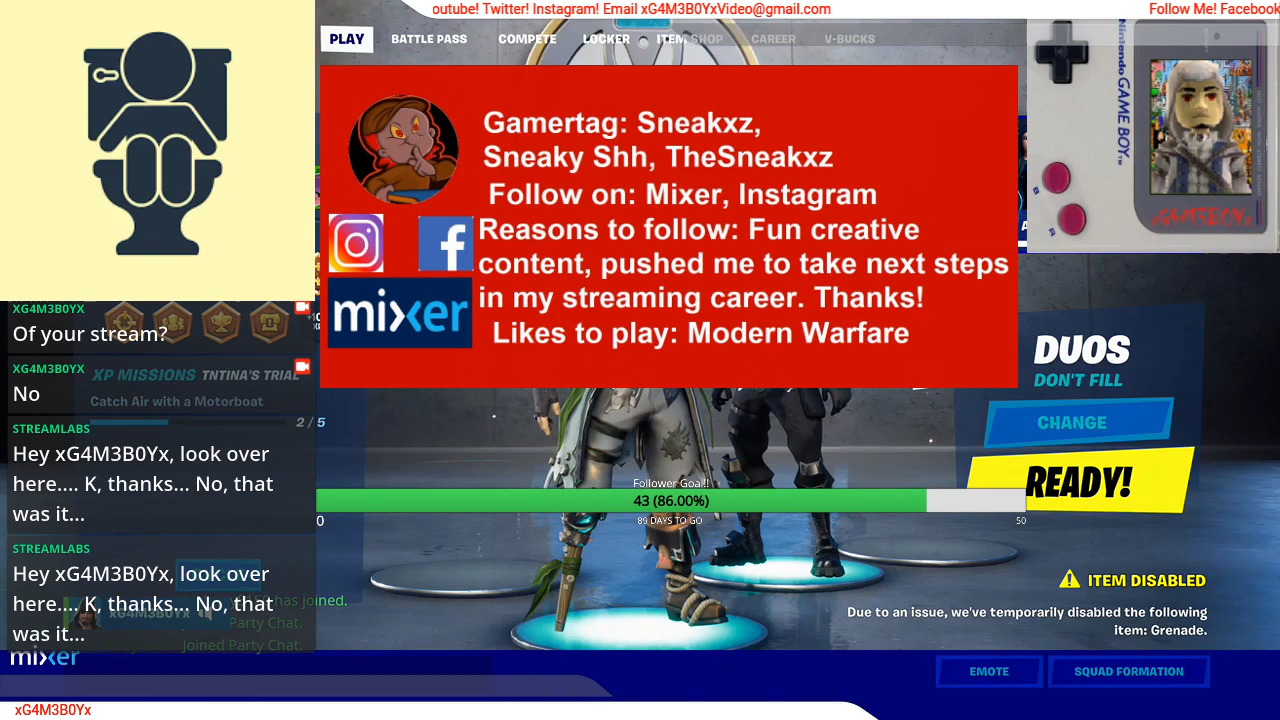 outube! Twitter! Instagram! Email xG4M3B0YxVideo@gmail.com
Follow Me! Facebook
PLAY
BATTLE PASS
COMPETE
LOCKER
ITEM SHOP
CAREER
V-BUCKS
Nintendo GAME BOY™
xG4M3B0Yx
Gamertag: Sneakxz,
Sneaky Shh, TheSneakxz
Follow on: Mixer, Instagram
Reasons to follow: Fun creative
content, pushed me to take next steps
in my streaming career. Thanks!
Likes to play: Modern Warfare
mixer
XG4M3B0YX
Of your stream?
XG4M3B0YX
No
XP MISSIONS TNTINA'S TRIAL
Catch Air with a Motorboat
2 / 5
STREAMLABS
Hey xG4M3B0Yx, look over
here.... K, thanks... No, that
was it...
STREAMLABS
Hey xG4M3B0Yx, look over
here.... K, thanks... No, that
was it...
has joined.
XG4M3B0YX
Party Chat.
Joined Party Chat.
mixer
xG4M3B0Yx
Follower Goal!!
43 (86.00%)
0
89 DAYS TO GO
50
DUOS
DON'T FILL
CHANGE
READY!
ITEM DISABLED
Due to an issue, we've temporarily disabled the following
item: Grenade.
EMOTE
SQUAD FORMATION